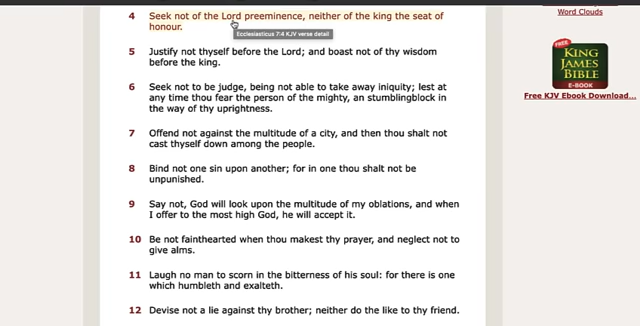 4 Seek not of the Lord preeminence, neither of the king the seat of
honour.
Ecclesiasticus 7:4 KJV verse detail
5 Justify not thyself before the Lord; and boast not of thy wisdom
before the king.
6 Seek not to be judge, being not able to take away iniquity; lest at
any time thou fear the person of the mighty, an stumblingblock in
the way of thy uprightness.
7 Offend not against the multitude of a city, and then thou shalt not
cast thyself down among the people.
8 Bind not one sin upon another; for in one thou shalt not be
unpunished.
9 Say not, God will look upon the multitude of my oblations, and when
I offer to the most high God, he will accept it.
10 Be not fainthearted when thou makest thy prayer, and neglect not to
give alms.
11 Laugh no man to scorn in the bitterness of his soul: for there is one
which humbleth and exalteth.
12 Devise not a lie against thy brother; neither do the like to thy friend.
Word Clouds
FREE
KING
JAMES
BIBLE
E-BOOK
Free KJV Ebook Download...